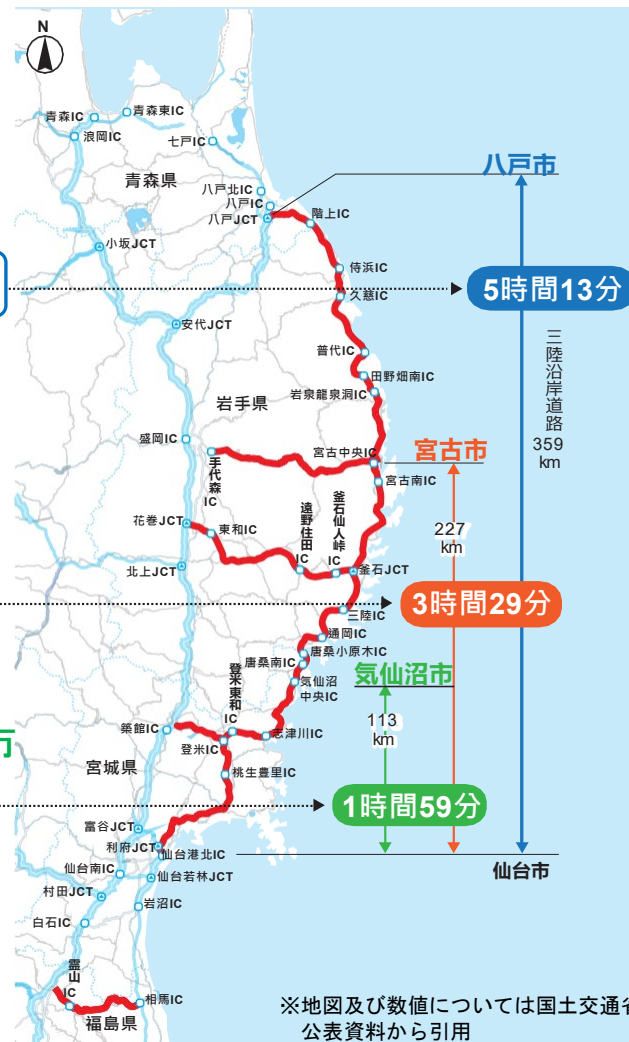 N
青森IC
青森東IC
浪岡IC
七戸IC
青森県
八戸北IC
八戸IC
八戸JCT
階上IC
八戸市
小坂JCT
侍浜IC
久慈IC
5時間13分
安代JCT
普代IC
田野畑南IC
岩泉龍泉洞IC
三陸沿岸道路
359
km
岩手県
盛岡IC
手代森IC
宮古中央IC
宮古市
宮古南IC
花巻JCT
東和IC
遠野住田IC
釜石仙人峠IC
227
km
北上JCT
釜石JCT
3時間29分
三陸IC
通岡IC
唐桑小原木IC
唐桑南IC
気仙沼
中央IC
気仙沼市
113
km
登米東和IC
築館IC
登米IC
志津川IC
市
宮城県
桃生豊里IC
1時間59分
富谷JCT
利府JCT
仙台港北IC
仙台市
仙台南IC
仙台若林JCT
村田JCT
岩沼IC
白石IC
霊山IC
相馬IC
福島県
※地図及び数値については国土交通省
公表資料から引用